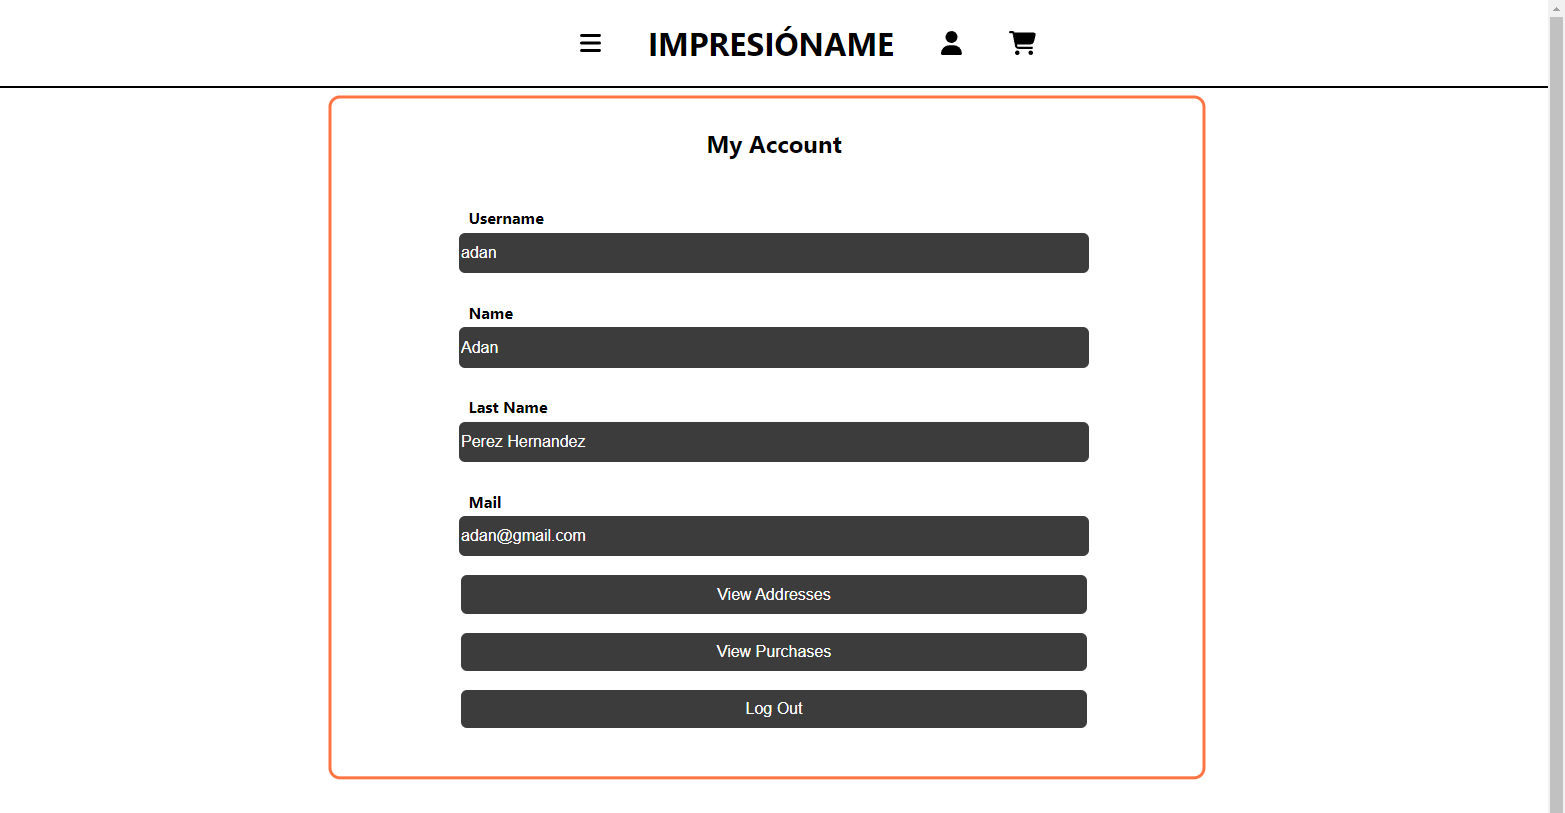 IMPRESIÓNAME
My Account
Username
adan
Name
Adan
Last Name
Perez Hernandez
Mail
adan@gmail.com
View Addresses
View Purchases
Log Out